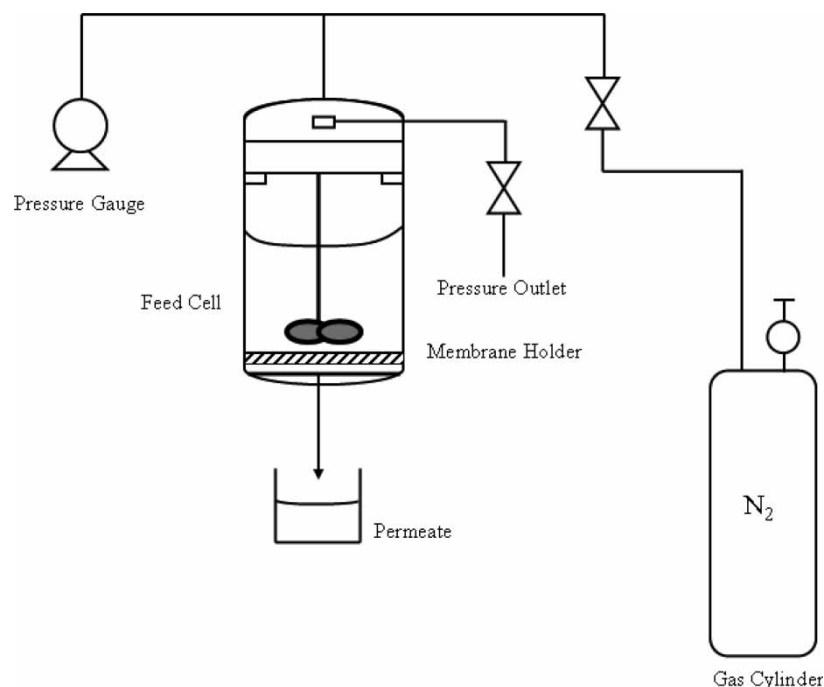 Pressure Gauge
Pressure Outlet
Feed Cell
Membrane Holder
N₂
Permeate
Gas Cylinder